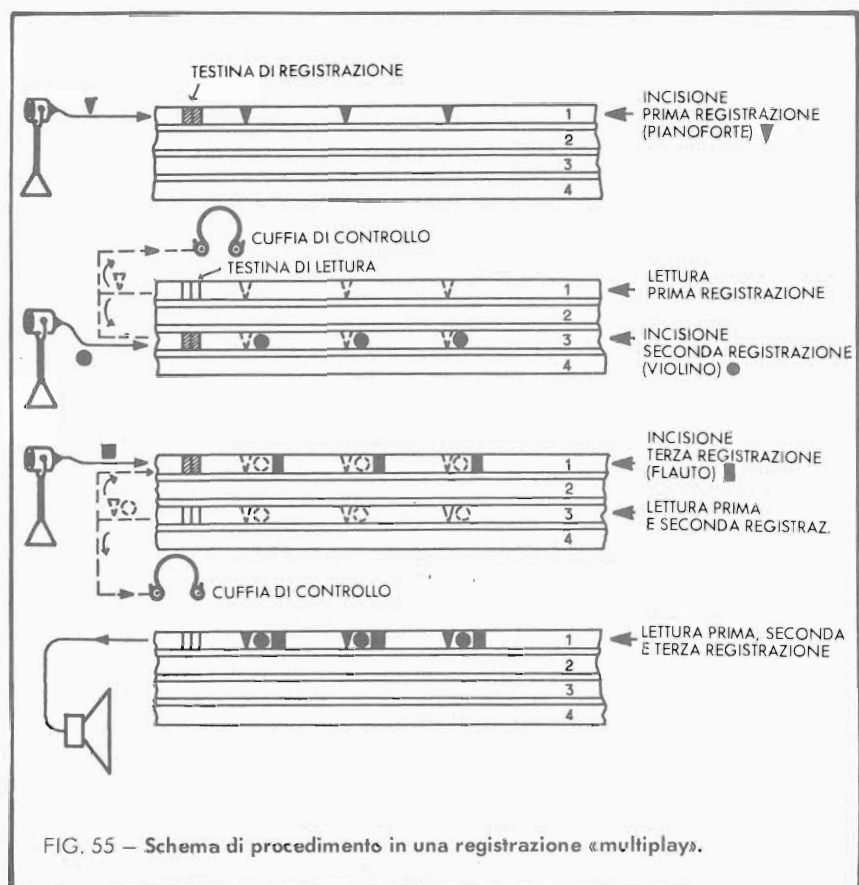 TESTINA DI REGISTRAZIONE
1
2
3
4
INCISIONE
PRIMA REGISTRAZIONE
(PIANOFORTE)
CUFFIA DI CONTROLLO
TESTINA DI LETTURA
1
2
3
4
LETTURA
PRIMA REGISTRAZIONE
INCISIONE
SECONDA REGISTRAZIONE
(VIOLINO)
1
2
3
4
INCISIONE
TERZA REGISTRAZIONE
(FLAUTO)
LETTURA PRIMA
E SECONDA REGISTRAZ.
CUFFIA DI CONTROLLO
1
2
3
4
LETTURA PRIMA, SECONDA
E TERZA REGISTRAZIONE
FIG. 55 — Schema di procedimento in una registrazione «multiplay».